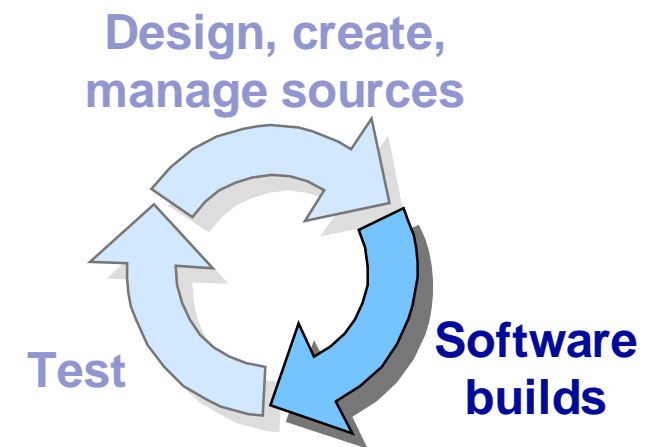 Design, create,
manage sources
Software
builds
Test